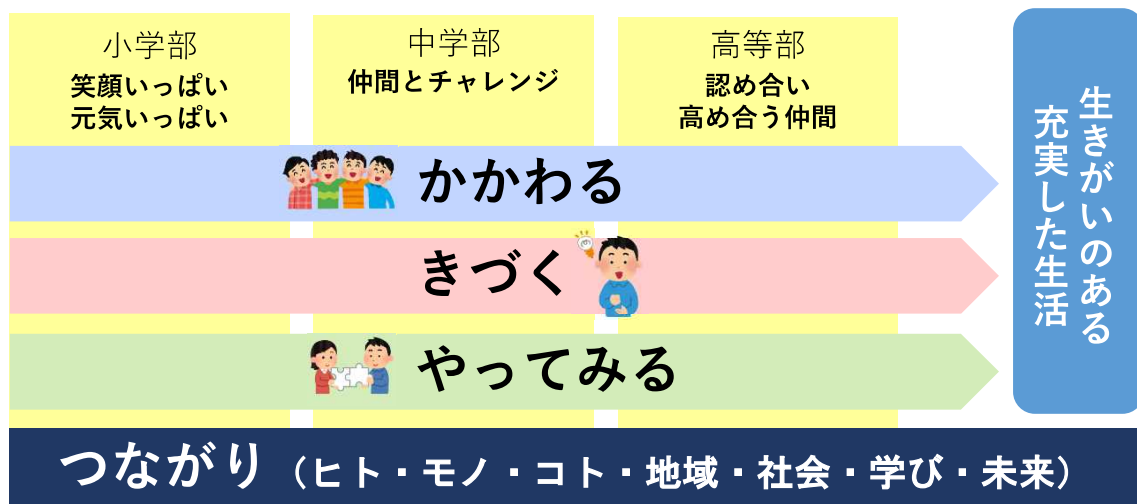 小学部
笑顔いっぱい
元気いっぱい
中学部
仲間とチャレンジ
高等部
認め合い
高め合う仲間
かかわる
きづく
やってみる
生きがいのある
充実した生活
つながり（ヒト・モノ・コト・地域・社会・学び・未来）